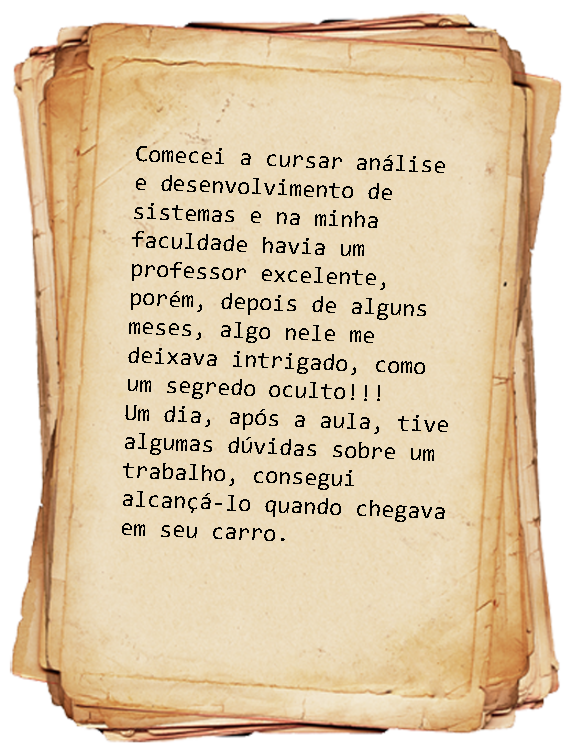 Comecei a cursar análise
e desenvolvimento de
sistemas e na minha
faculdade havia um
professor excelente,
porém, depois de alguns
meses, algo nele me
deixava intrigado, como
um segredo oculto!!!
Um dia, após a aula, tive
algumas dúvidas sobre um
trabalho, consegui
alcançá-lo quando chegava
em seu carro.